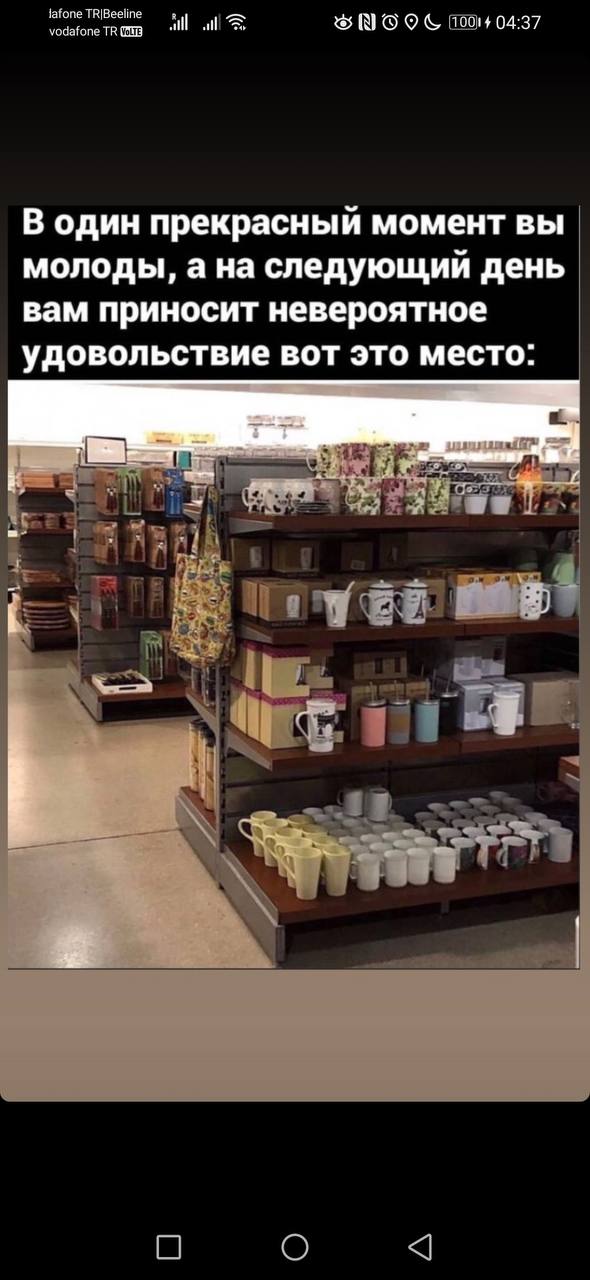 lafone TR|Beeline
vodafone TR VoLTE
R
100
04:37
В один прекрасный момент вы
молоды, а на следующий день
вам приносит невероятное
удовольствие вот это место: